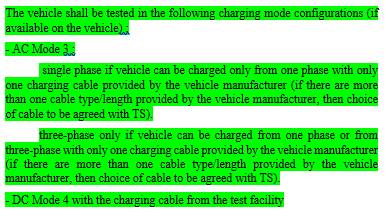 The vehicle shall be tested in the following charging mode configurations (if
available on the vehicle),:
- AC Mode 3 :
single phase if vehicle can be charged only from one phase with only
one charging cable provided by the vehicle manufacturer (if there are more
than one cable type/length provided by the vehicle manufacturer, then choice
of cable to be agreed with TS).
three-phase only if vehicle can be charged from one phase or from
three-phase with only one charging cable provided by the vehicle manufacturer
(if there are more than one cable type/length provided by the vehicle
manufacturer, then choice of cable to be agreed with TS).
- DC Mode 4 with the charging cable from the test facility